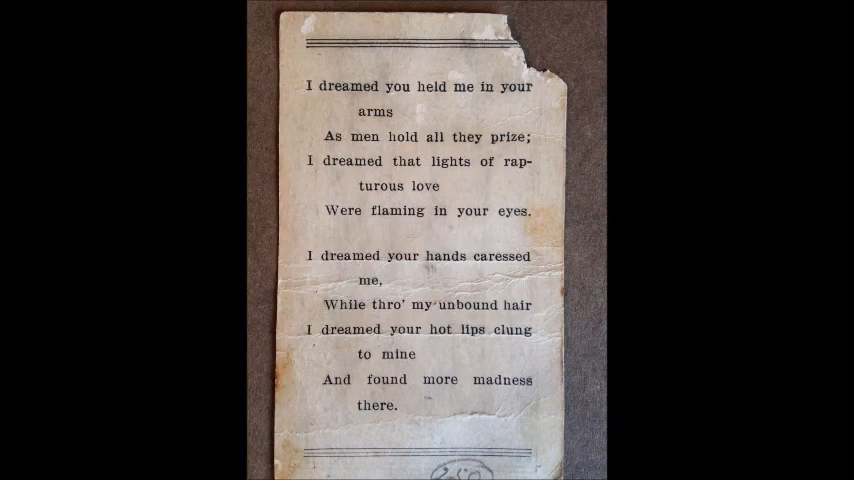 I dreamed you held me in your
arms
As men hold all they prize;
I dreamed that lights of rap-
turous love
Were flaming in your eyes.
I dreamed your hands caressed
me,
While thro' my unbound hair
I dreamed your hot lips clung
to mine
And found more madness
there.
250